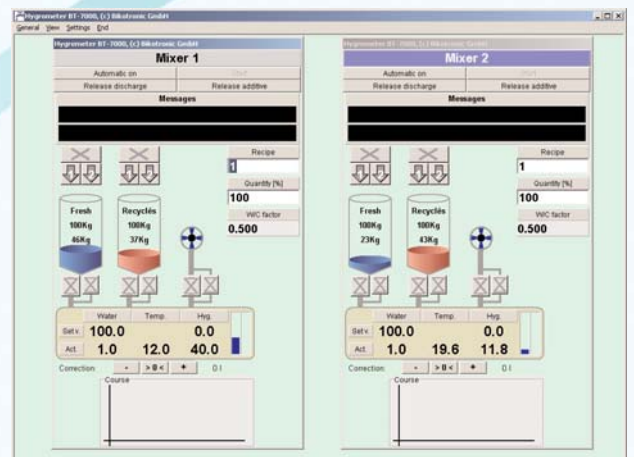 Hygrometer BT-7000, (c) Bikotronic GmbH
General View Settings End
Hygrometer BT-7000, (c) Bikotronic GmbH
Mixer 1
Automatic on Start
Release discharge Release additive
Messages
Recipe
1
Quantity [%]
100
W/C factor
0.500
Fresh
100Kg
46Kg
Recyclés
100Kg
37Kg
Water Temp. Hyg.
Set v. 100.0 0.0
Act. 1.0 12.0 40.0
Correction: - > 0 < + 0 l
Course
Hygrometer BT-7000, (c) Bikotronic GmbH
Mixer 2
Automatic on Start
Release discharge Release additive
Messages
Recipe
1
Quantity [%]
100
W/C factor
0.500
Fresh
100Kg
23Kg
Recyclés
100Kg
43Kg
Water Temp. Hyg.
Set v. 100.0 0.0
Act. 1.0 19.6 11.8
Correction: - > 0 < + 0 l
Course